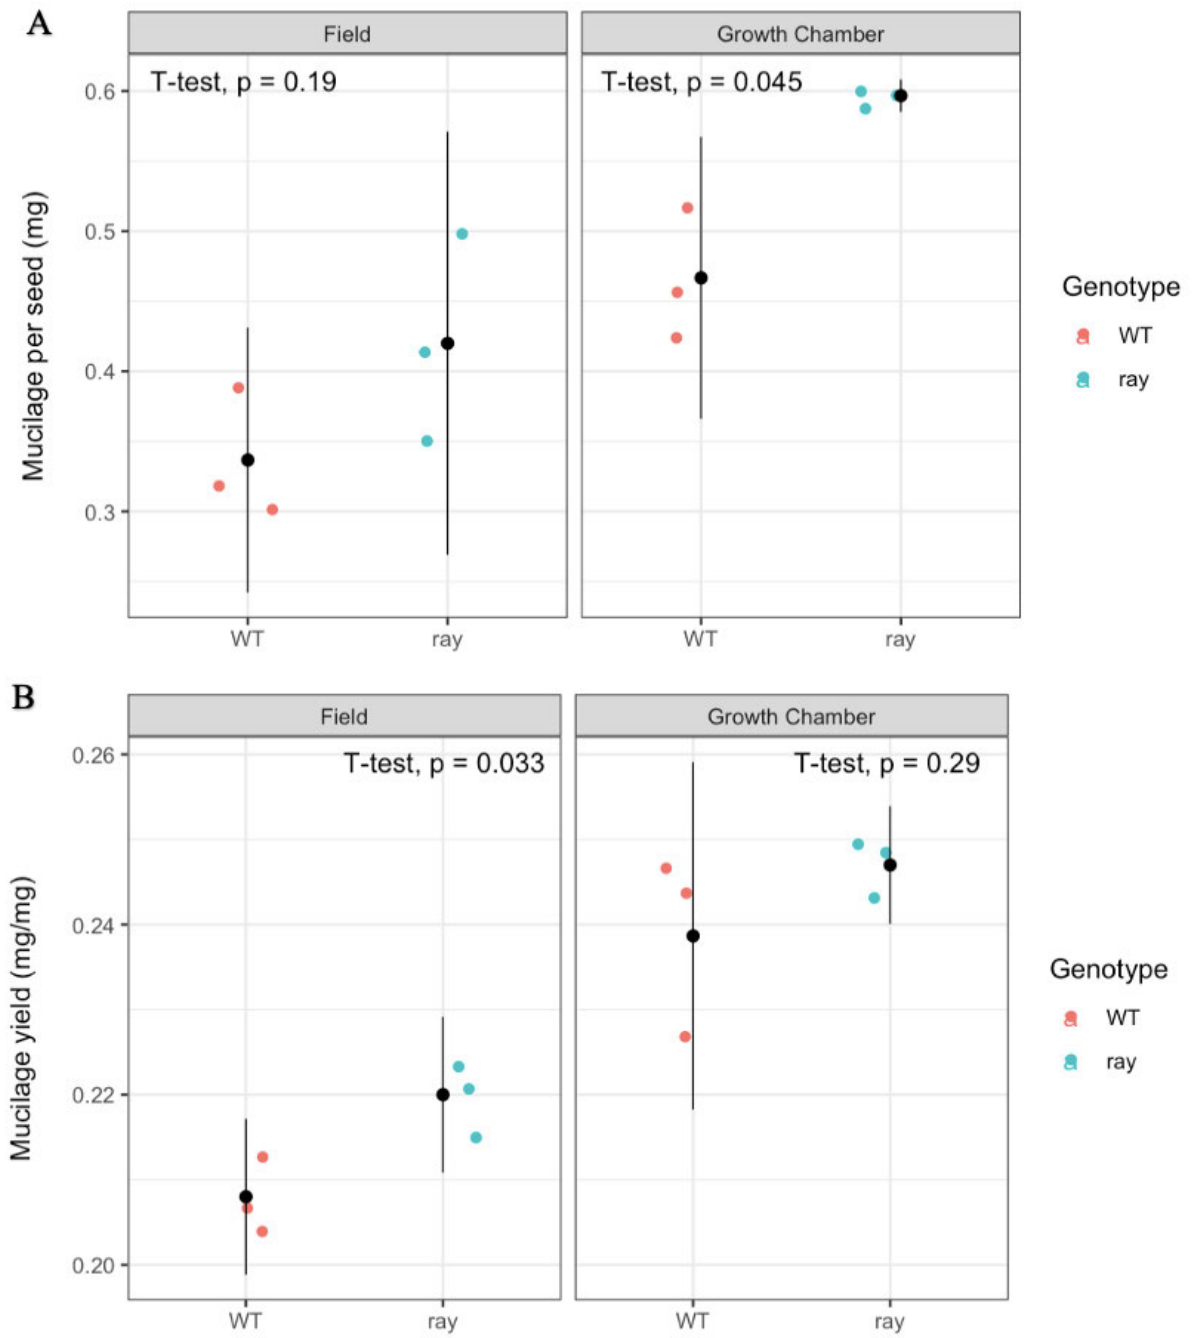 A
Field
Growth Chamber
T-test, p = 0.19
T-test, p = 0.045
0.6
0.5
0.4
0.3
Mucilage per seed (mg)
WT
ray
WT
ray
Genotype
a WT
a ray
B
Field
Growth Chamber
T-test, p = 0.033
T-test, p = 0.29
0.26
0.24
0.22
0.20
Mucilage yield (mg/mg)
WT
ray
WT
ray
Genotype
a WT
a ray